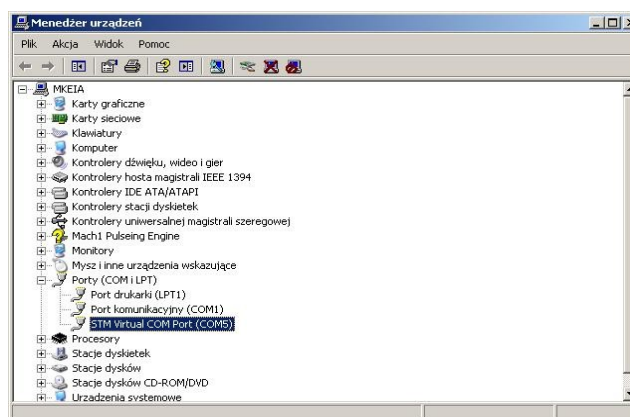 Menedżer urządzeń
Plik Akcja Widok Pomoc
MKEIA
Karty graficzne
Karty sieciowe
Klawiatury
Komputer
Kontrolery dźwięku, wideo i gier
Kontrolery hosta magistrali IEEE 1394
Kontrolery IDE ATA/ATAPI
Kontrolery stacji dyskietek
Kontrolery uniwersalnej magistrali szeregowej
Mach1 Pulseing Engine
Monitory
Mysz i inne urządzenia wskazujące
Porty (COM i LPT)
Port drukarki (LPT1)
Port komunikacyjny (COM1)
STM Virtual COM Port (COM5)
Procesory
Stacje dyskietek
Stacje dysków
Stacje dysków CD-ROM/DVD
Urządzenia systemowe